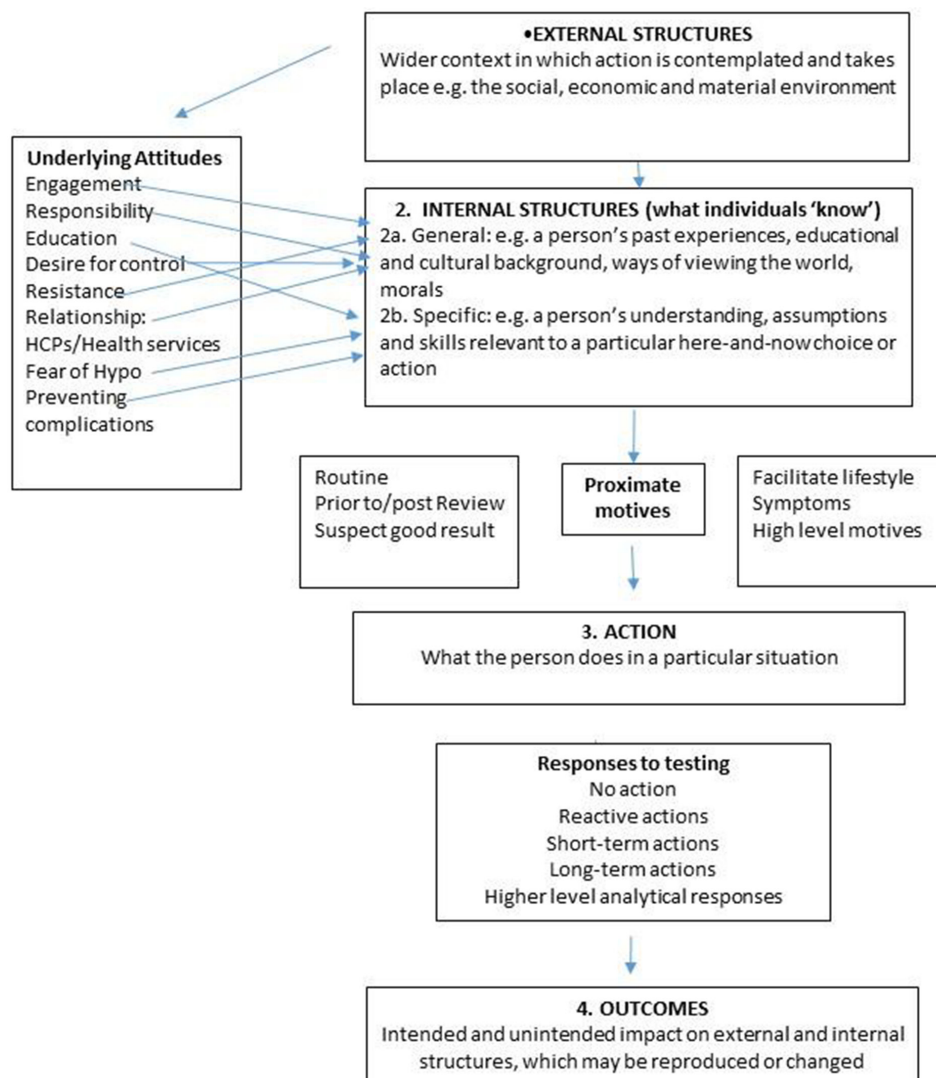 •EXTERNAL STRUCTURES
Wider context in which action is contemplated and takes
place e.g. the social, economic and material environment
Underlying Attitudes
Engagement
Responsibility
Education
Desire for control
Resistance
Relationship:
HCPs/Health services
Fear of Hypo
Preventing
complications
2. INTERNAL STRUCTURES (what individuals ‘know’)
2a. General: e.g. a person’s past experiences, educational
and cultural background, ways of viewing the world,
morals
2b. Specific: e.g. a person’s understanding, assumptions
and skills relevant to a particular here-and-now choice or
action
Routine
Prior to/post Review
Suspect good result
Proximate
motives
Facilitate lifestyle
Symptoms
High level motives
3. ACTION
What the person does in a particular situation
Responses to testing
No action
Reactive actions
Short-term actions
Long-term actions
Higher level analytical responses
4. OUTCOMES
Intended and unintended impact on external and internal
structures, which may be reproduced or changed